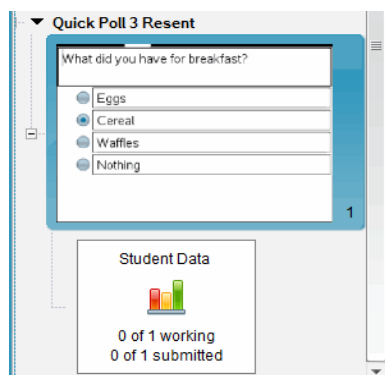 Quick Poll 3 Resent
What did you have for breakfast?
Eggs
Cereal
Waffles
Nothing
1
Student Data
0 of 1 working
0 of 1 submitted